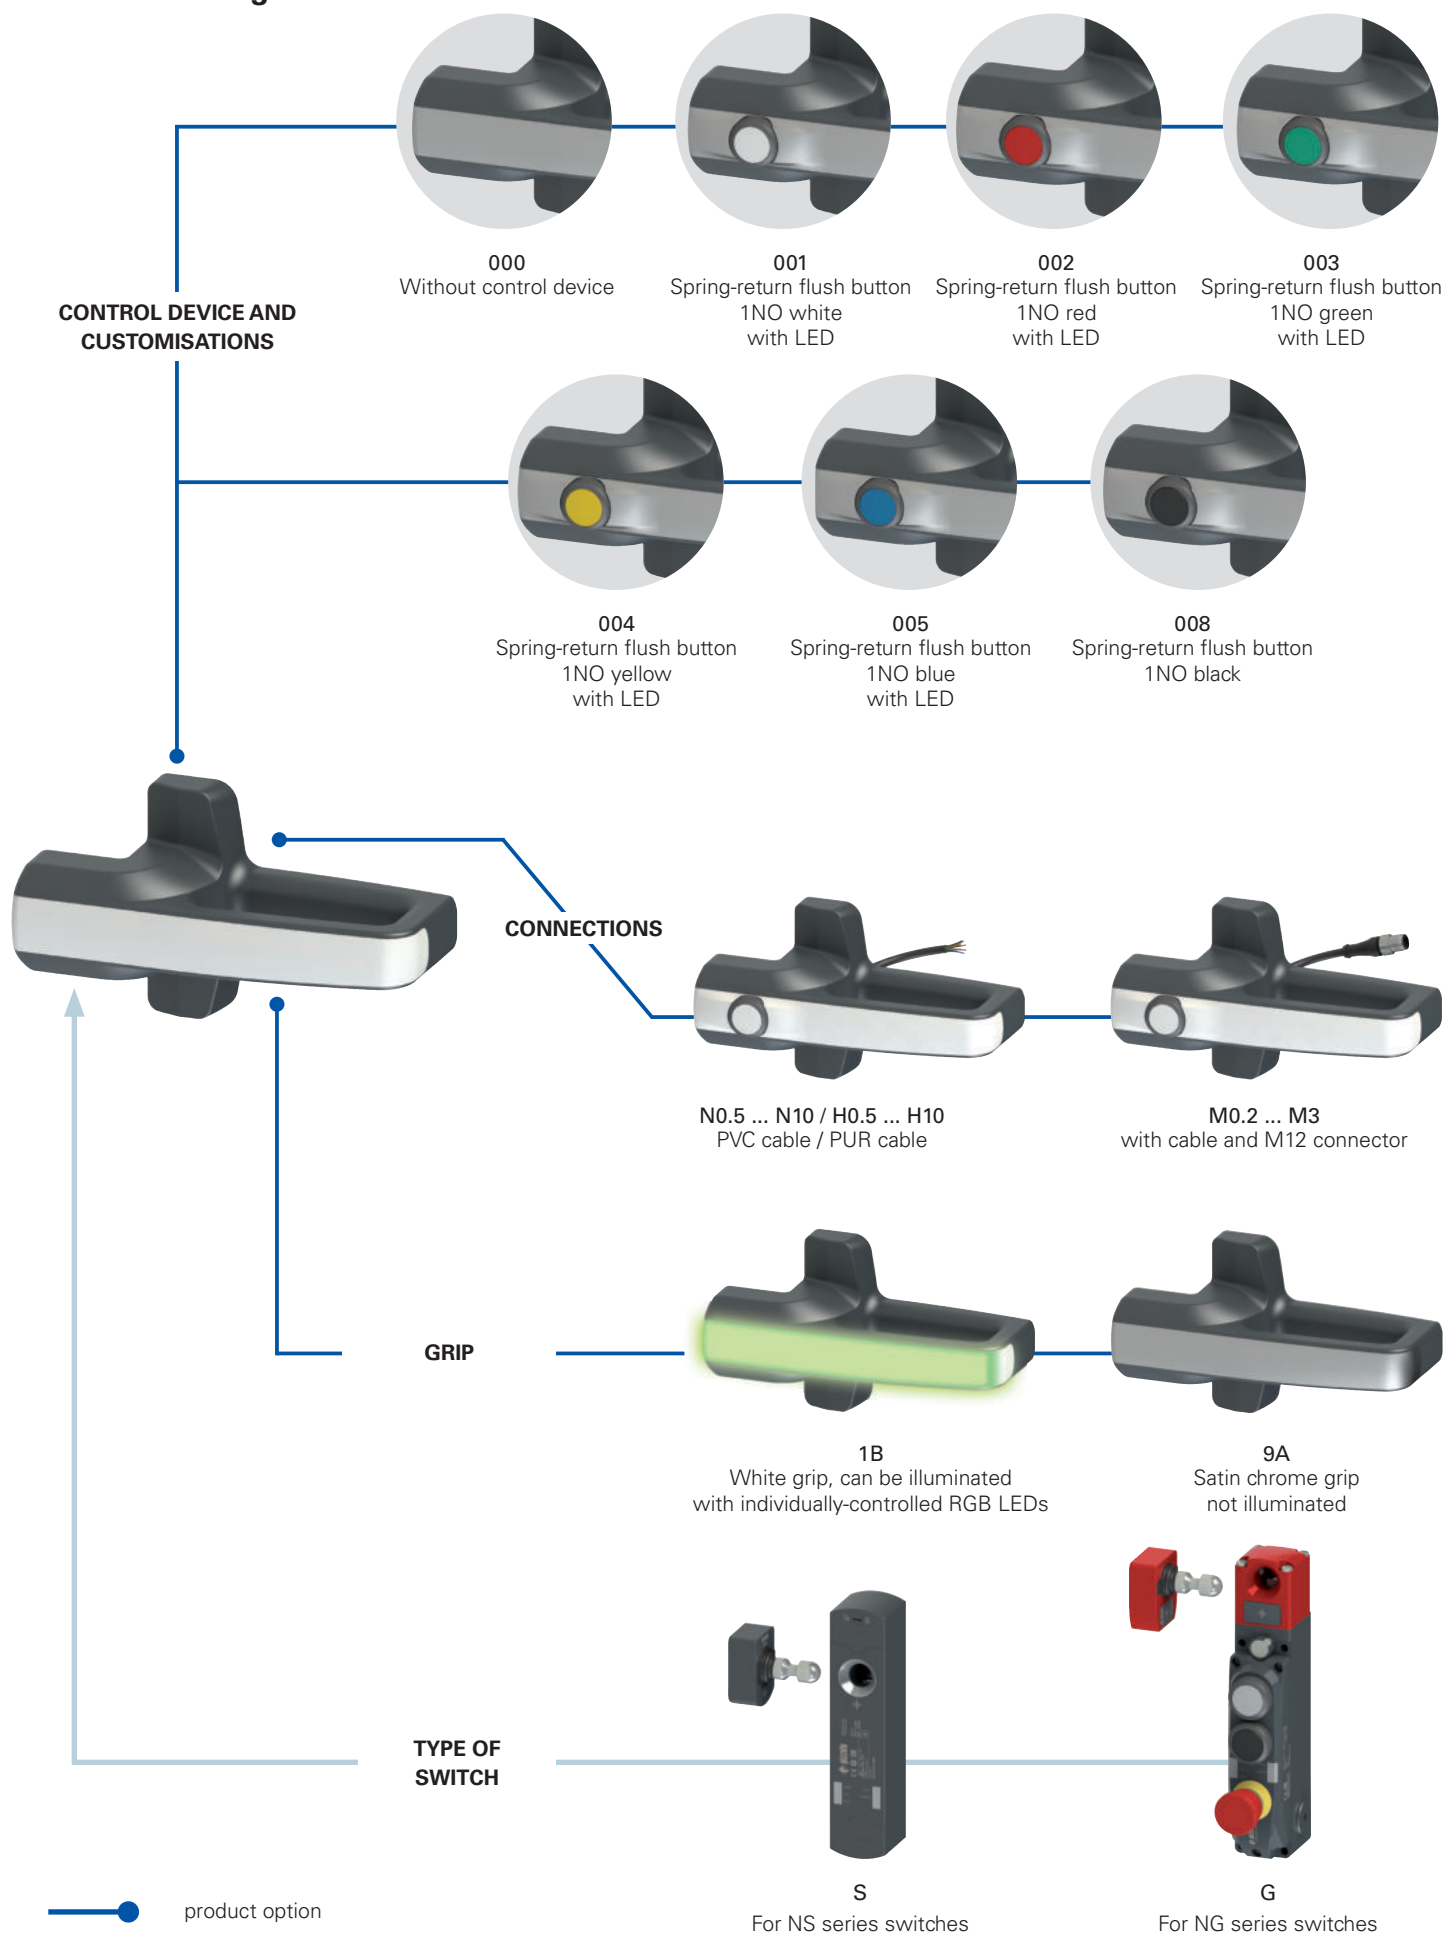 000
Without control device
001
Spring-return flush button
1NO white
with LED
002
Spring-return flush button
1NO red
with LED
003
Spring-return flush button
1NO green
with LED
CONTROL DEVICE AND
CUSTOMISATIONS
004
Spring-return flush button
1NO yellow
with LED
005
Spring-return flush button
1NO blue
with LED
008
Spring-return flush button
1NO black
CONNECTIONS
N0.5 ... N10 / H0.5 ... H10
PVC cable / PUR cable
M0.2 ... M3
with cable and M12 connector
GRIP
1B
White grip, can be illuminated
with individually-controlled RGB LEDs
9A
Satin chrome grip
not illuminated
TYPE OF
SWITCH
S
For NS series switches
G
For NG series switches
product option